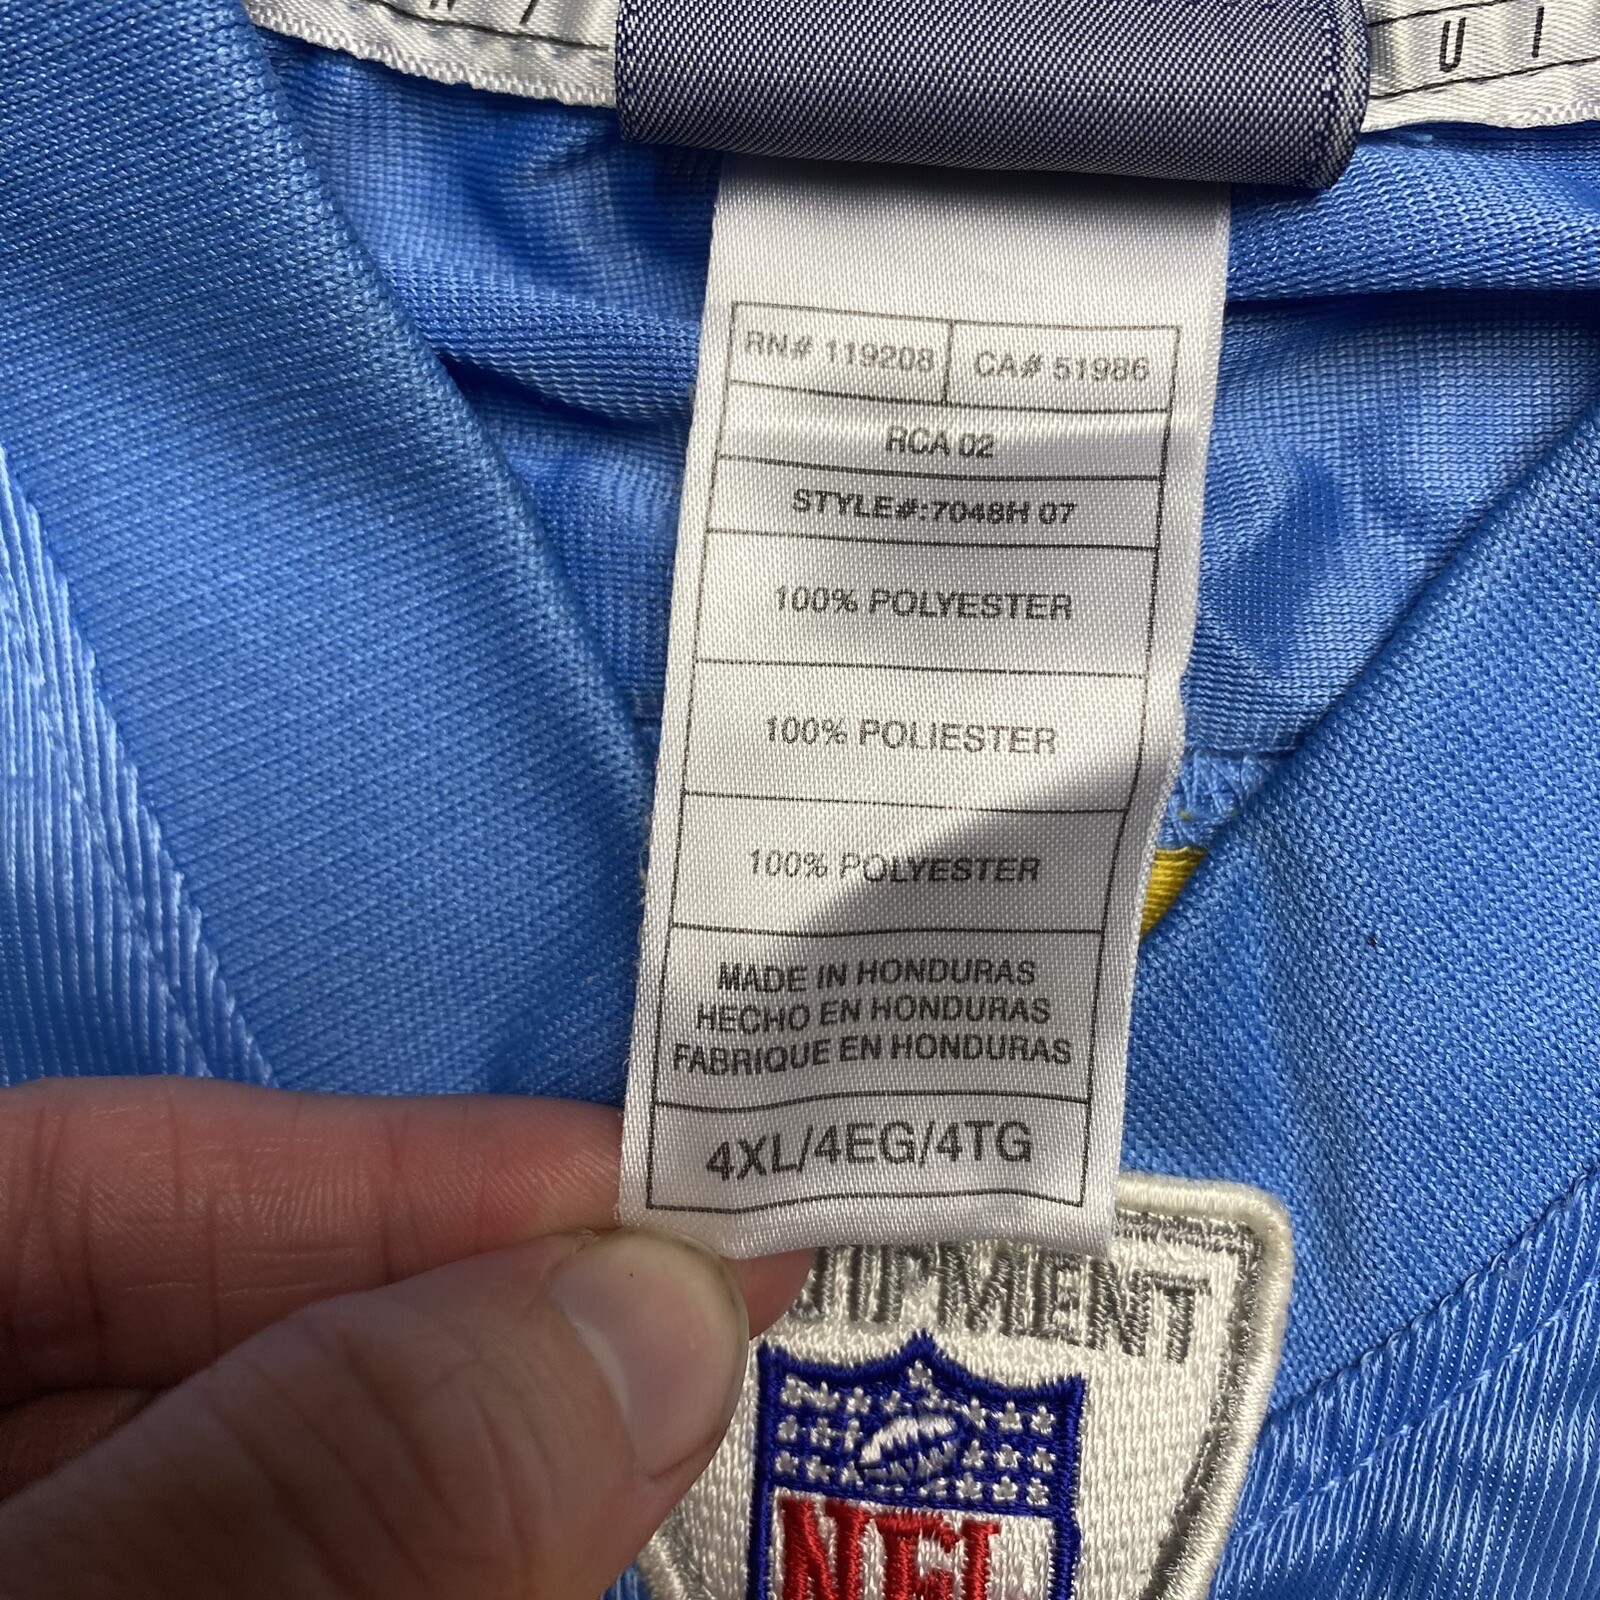 U I
RN# 119208 CA# 51986
RCA 02
STYLE#:7048H 07
100% POLYESTER
100% POLIESTER
100% POLYESTER
MADE IN HONDURAS
HECHO EN HONDURAS
FABRIQUE EN HONDURAS
4XL/4EG/4TG
UIPMENT
NFL